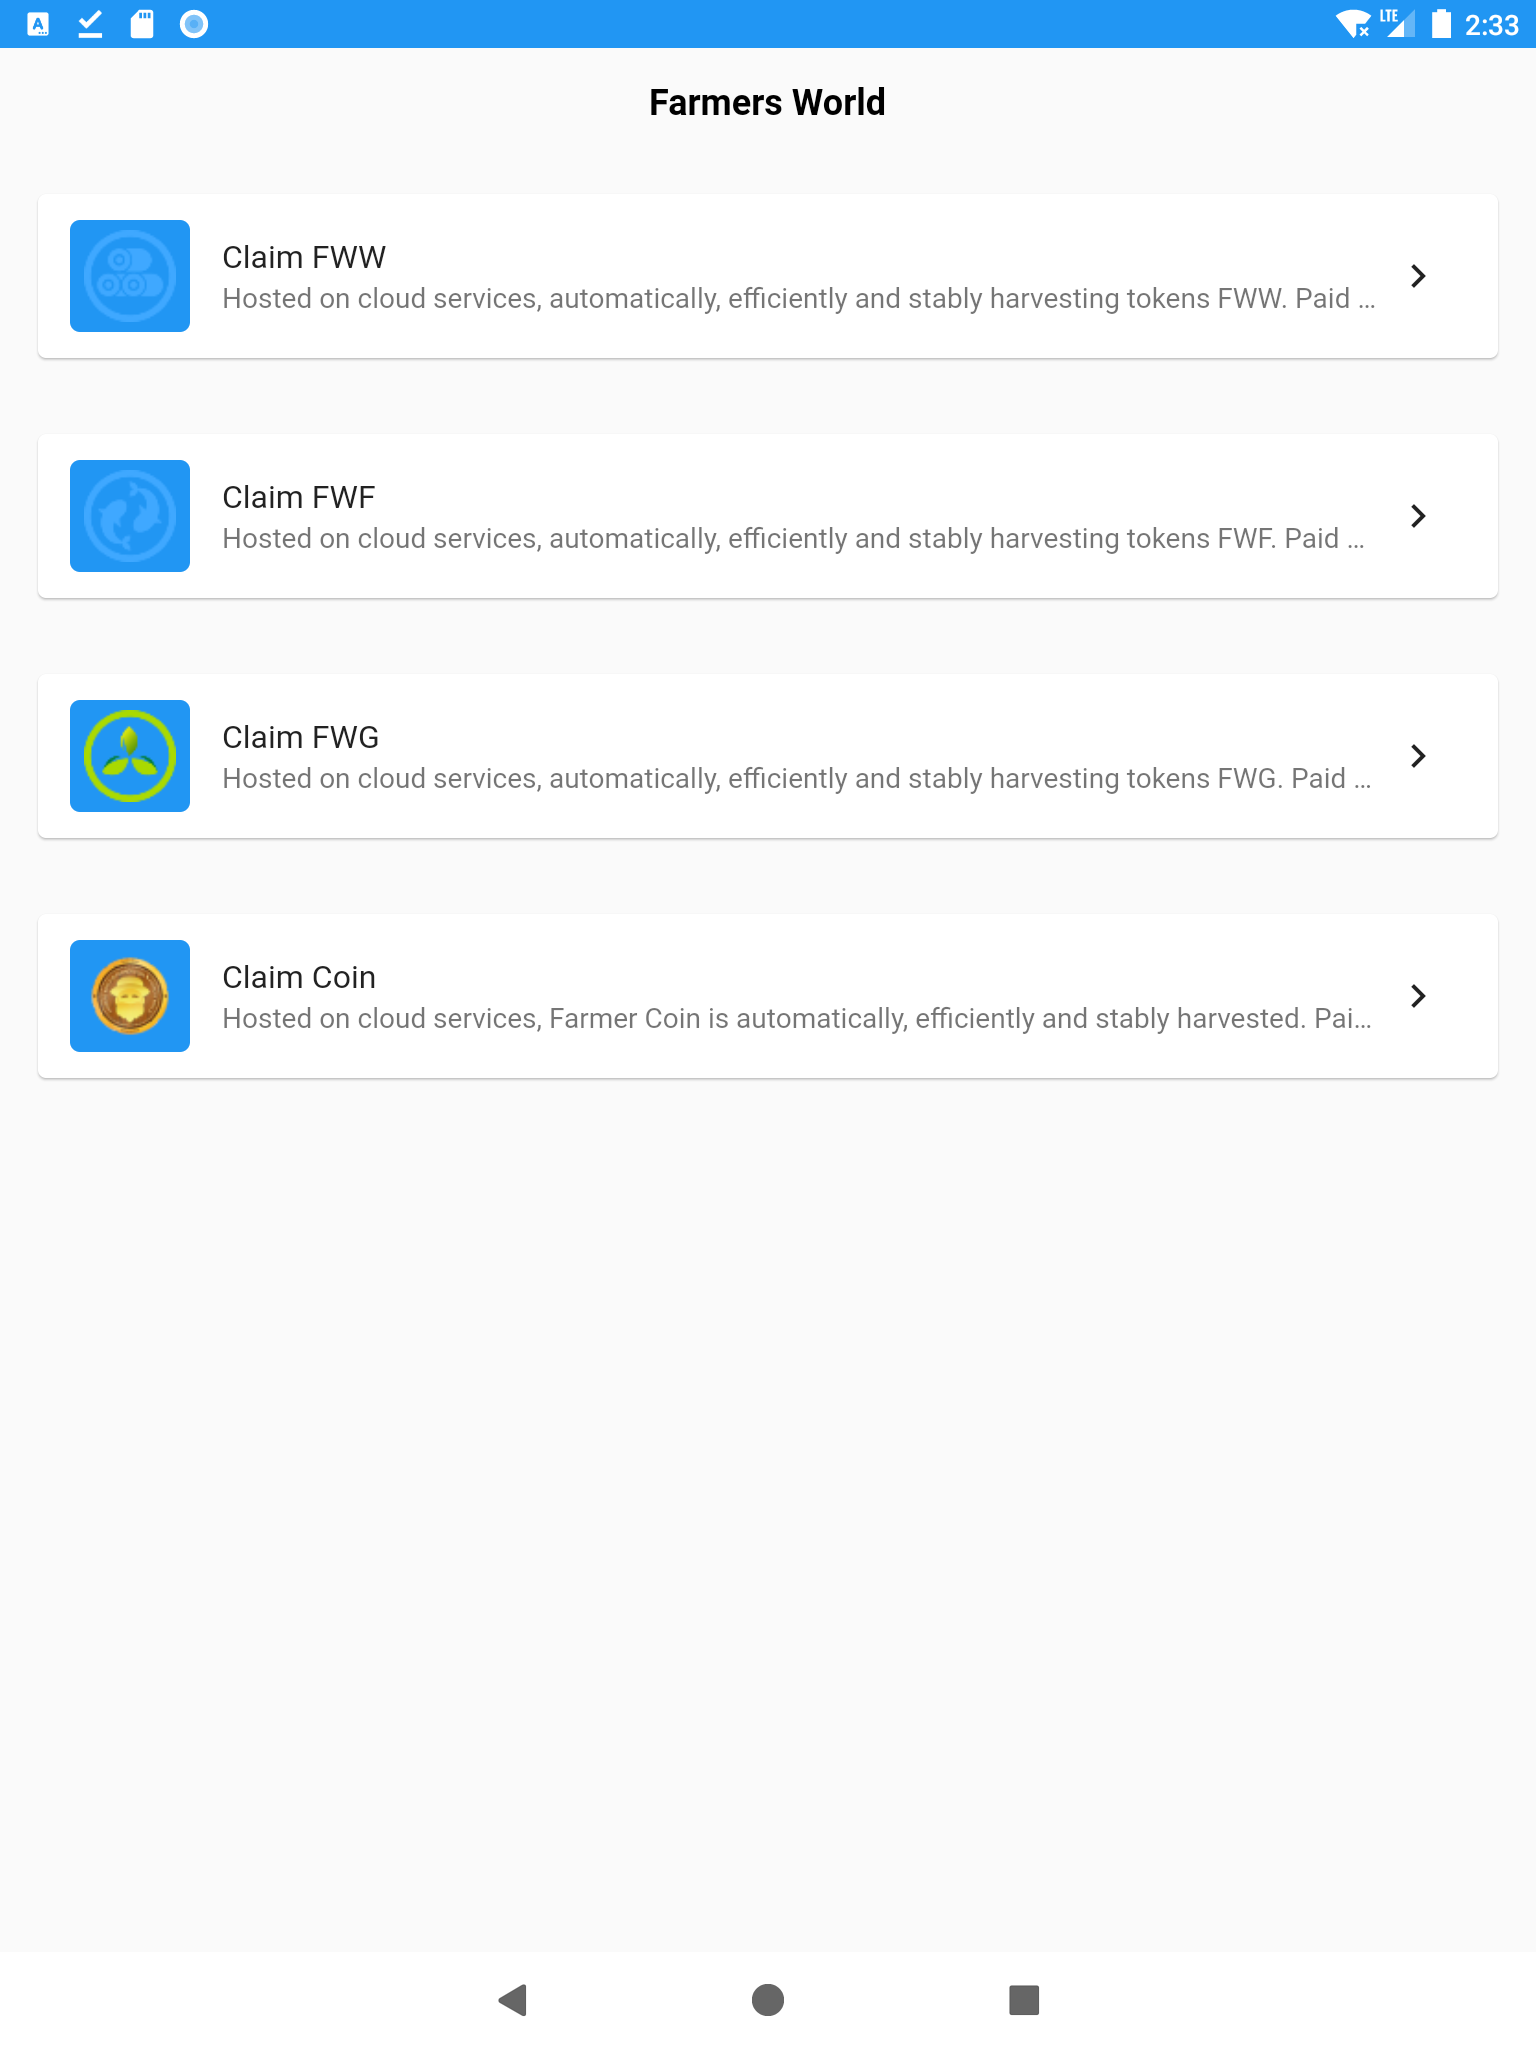 A
LTE 2:33
Farmers World
Claim FWW
Hosted on cloud services, automatically, efficiently and stably harvesting tokens FWW. Paid ...
Claim FWF
Hosted on cloud services, automatically, efficiently and stably harvesting tokens FWF. Paid ...
Claim FWG
Hosted on cloud services, automatically, efficiently and stably harvesting tokens FWG. Paid ...
Claim Coin
Hosted on cloud services, Farmer Coin is automatically, efficiently and stably harvested. Pai...